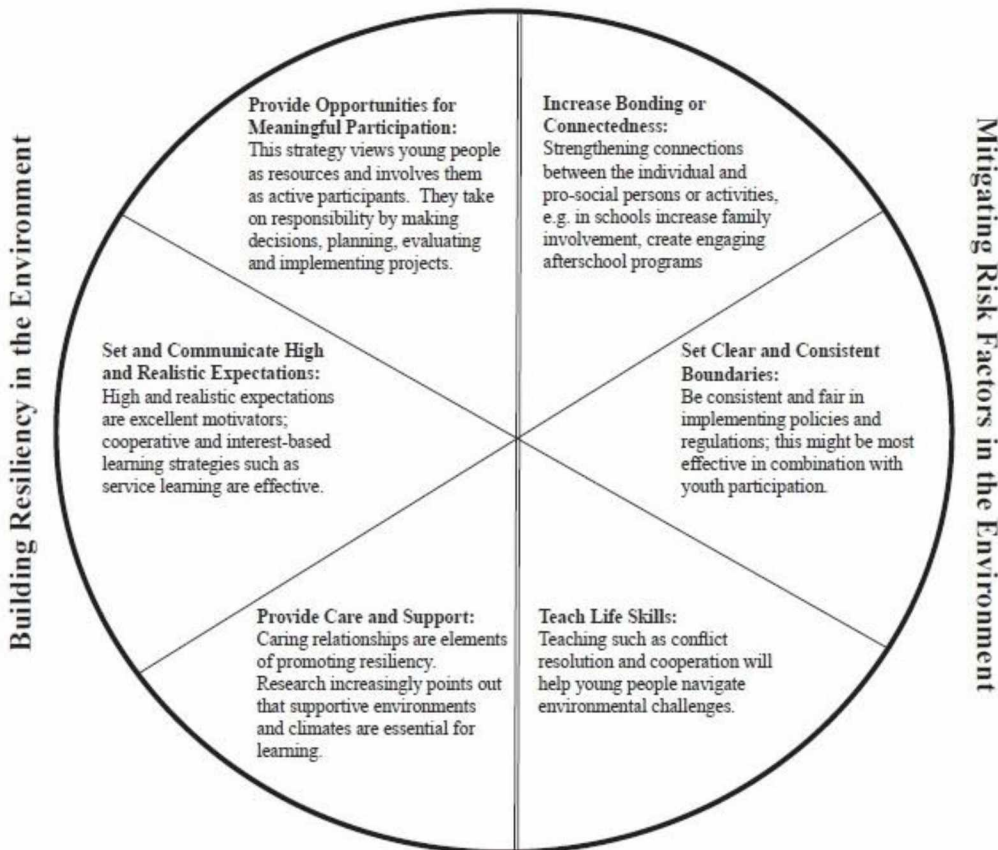 Building Resiliency in the Environment
Provide Opportunities for
Meaningful Participation:
This strategy views young people
as resources and involves them
as active participants.  They take
on responsibility by making
decisions, planning, evaluating
and implementing projects.
Increase Bonding or
Connectedness:
Strengthening connections
between the individual and
pro-social persons or activities,
e.g. in schools increase family
involvement, create engaging
afterschool programs
Set and Communicate High
and Realistic Expectations:
High and realistic expectations
are excellent motivators;
cooperative and interest-based
learning strategies such as
service learning are effective.
Set Clear and Consistent
Boundaries:
Be consistent and fair in
implementing policies and
regulations; this might be most
effective in combination with
youth participation.
Provide Care and Support:
Caring relationships are elements
of promoting resiliency.
Research increasingly points out
that supportive environments
and climates are essential for
learning.
Teach Life Skills:
Teaching such as conflict
resolution and cooperation will
help young people navigate
environmental challenges.
Mitigating Risk Factors in the Environment